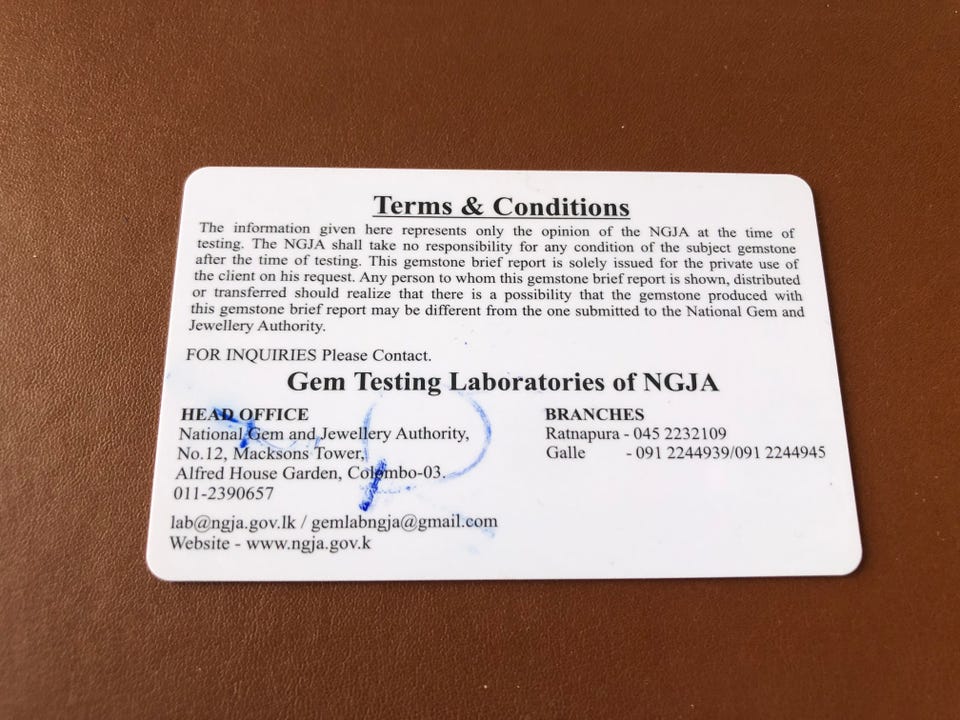 Terms & Conditions
The information given here represents only the opinion of the NGJA at the time of
testing. The NGJA shall take no responsibility for any condition of the subject gemstone
after the time of testing. This gemstone brief report is solely issued for the private use of
the client on his request. Any person to whom this gemstone brief report is shown, distributed
or transferred should realize that there is a possibility that the gemstone produced with
this gemstone brief report may be different from the one submitted to the National Gem and
Jewellery Authority.
FOR INQUIRIES Please Contact.
Gem Testing Laboratories of NGJA
HEAD OFFICE
National Gem and Jewellery Authority,
No.12, Macksons Tower,
Alfred House Garden, Colombo-03.
011-2390657
lab@ngja.gov.lk / gemlabngja@gmail.com
Website - www.ngja.gov.k
BRANCHES
Ratnapura - 045 2232109
Galle - 091 2244939/091 2244945